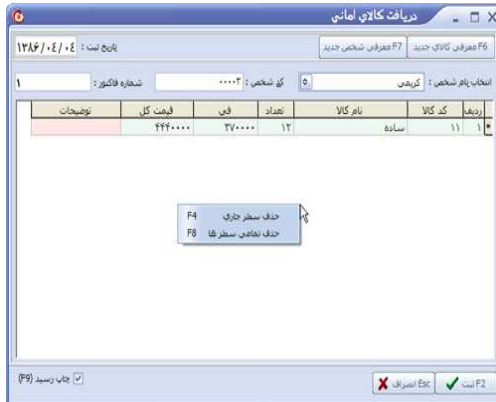 دریافت کالای امانی
F6 معرفی کالای جدید F7 معرفی شخص جدید تاریخ ثبت : ۱۳۸۶/۰۴/۰۴
انتخاب نام شخص : کریمی کد شخص : ۰۰۰۰۳ شماره فاکتور : ۱
ردیف کد کالا نام کالا تعداد فی قیمت کل توضیحات
۱ ۱۱ ساده ۱۲ ۳۷۰۰۰۰ ۴۴۴۰۰۰۰
حذف سطر جاری F4
حذف تمامی سطر ها F8
F2 ثبت Esc انصراف چاپ رسید (F9)